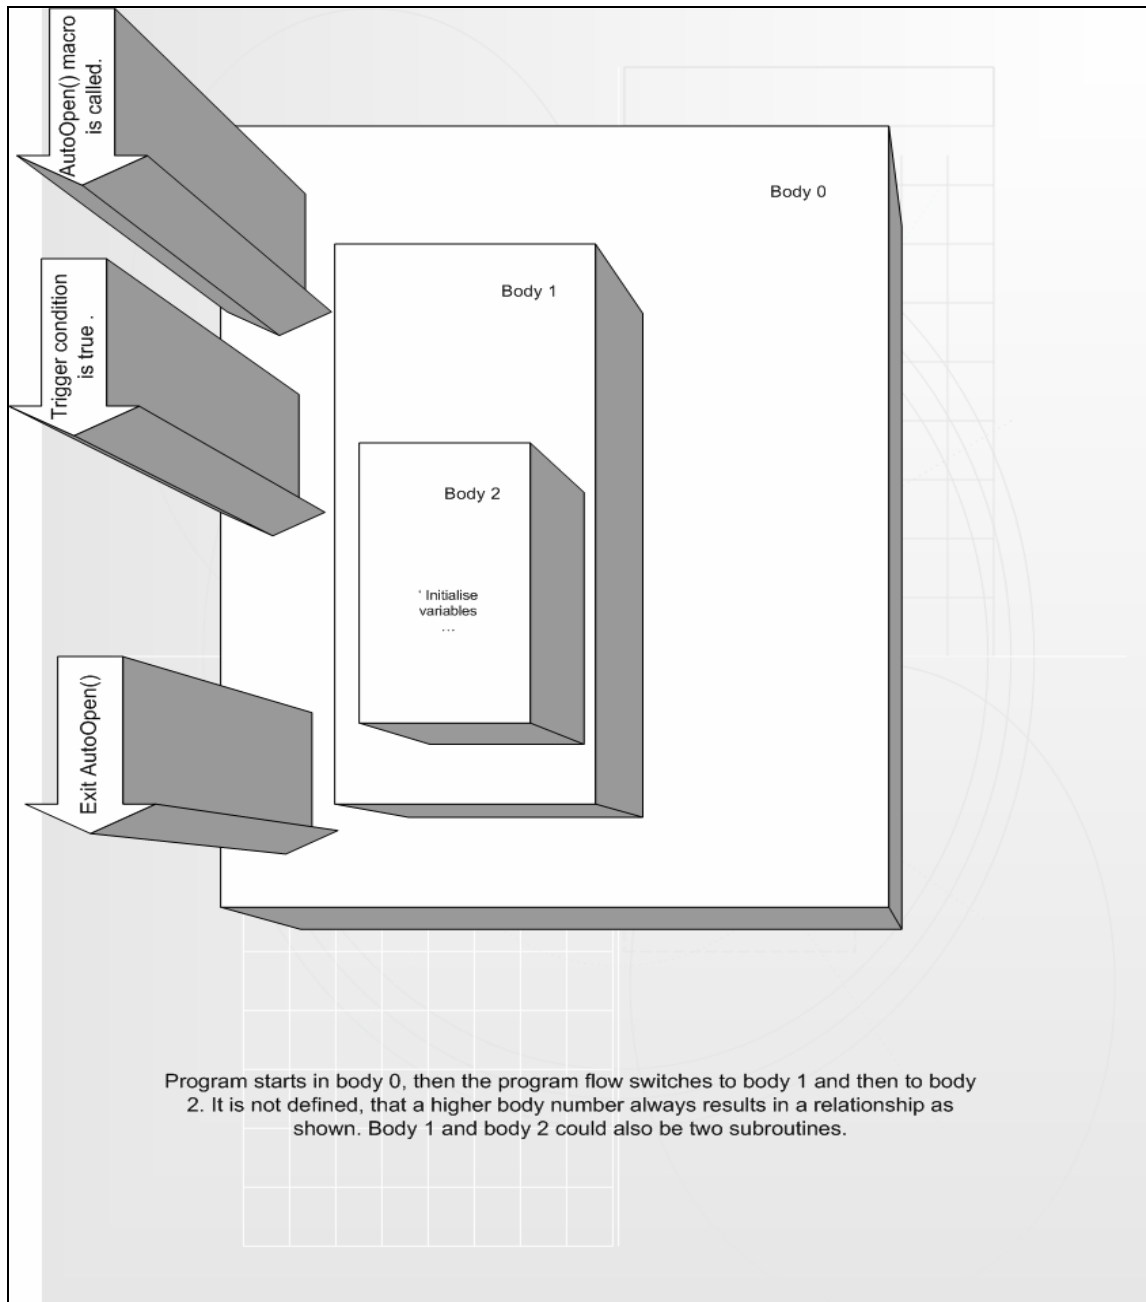 AutoOpen() macro
is called.
Body 0
Body 1
Trigger condition
is true .
Body 2
' Initialise
variables
...
Exit AutoOpen()
Program starts in body 0, then the program flow switches to body 1 and then to body
2. It is not defined, that a higher body number always results in a relationship as
shown. Body 1 and body 2 could also be two subroutines.